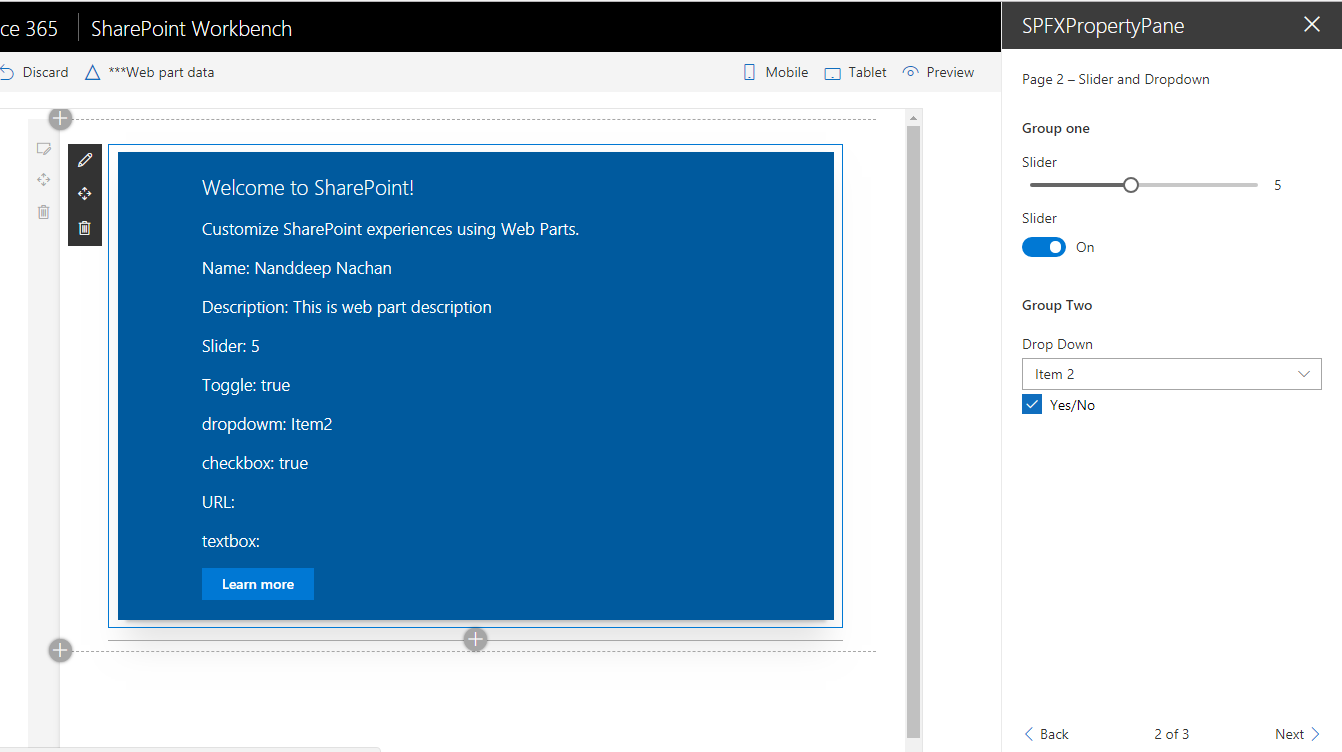 ce 365 SharePoint Workbench
SPFXPropertyPane
Discard ***Web part data Mobile Tablet Preview
Welcome to SharePoint!
Customize SharePoint experiences using Web Parts.
Name: Nanddeep Nachan
Description: This is web part description
Slider: 5
Toggle: true
dropdowm: Item2
checkbox: true
URL:
textbox:
Learn more
Page 2 – Slider and Dropdown
Group one
Slider
5
Slider
On
Group Two
Drop Down
Item 2
Yes/No
Back 2 of 3 Next